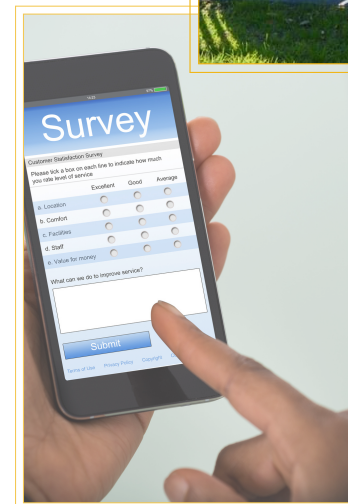 Survey
Customer Statisfaction Survey
Please tick a box on each line to indicate how much
you rate level of service
Excellent Good Average
a. Location
b. Comfort
c. Facilities
d. Staff
e. Value for money
What can we do to improve service?
Submit
Terms of Use Privacy Policy Copyright